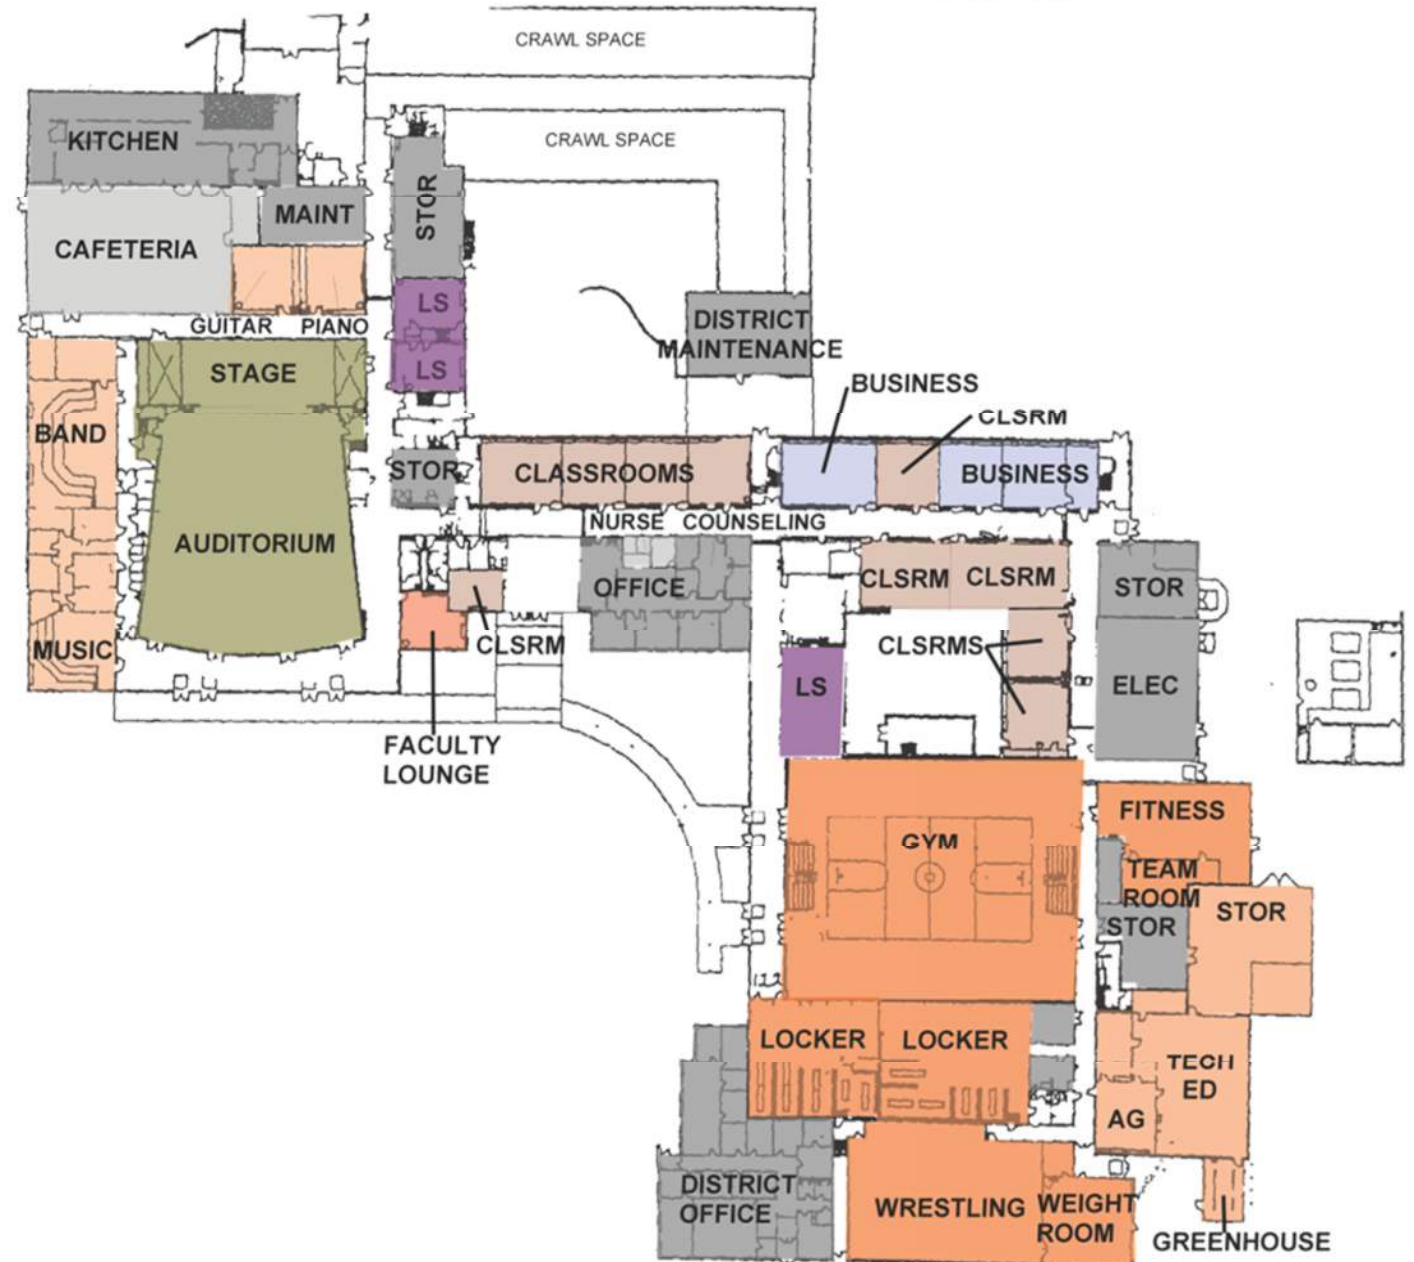 CRAWL SPACE
CRAWL SPACE
KITCHEN
STOR
MAINT
CAFETERIA
LS
GUITAR PIANO
DISTRICT
MAINTENANCE
STAGE
LS
BUSINESS
CLSRM
BAND
STOR
CLASSROOMS
BUSINESS
NURSE COUNSELING
AUDITORIUM
OFFICE
CLSRM
CLSRM
STOR
MUSIC
CLSRM
CLSRMS
LS
ELEC
FACULTY
LOUNGE
FITNESS
GYM
TEAM
ROOM
STOR
STOR
LOCKER
LOCKER
TECH
ED
AG
DISTRICT
OFFICE
WRESTLING
WEIGHT
ROOM
GREENHOUSE